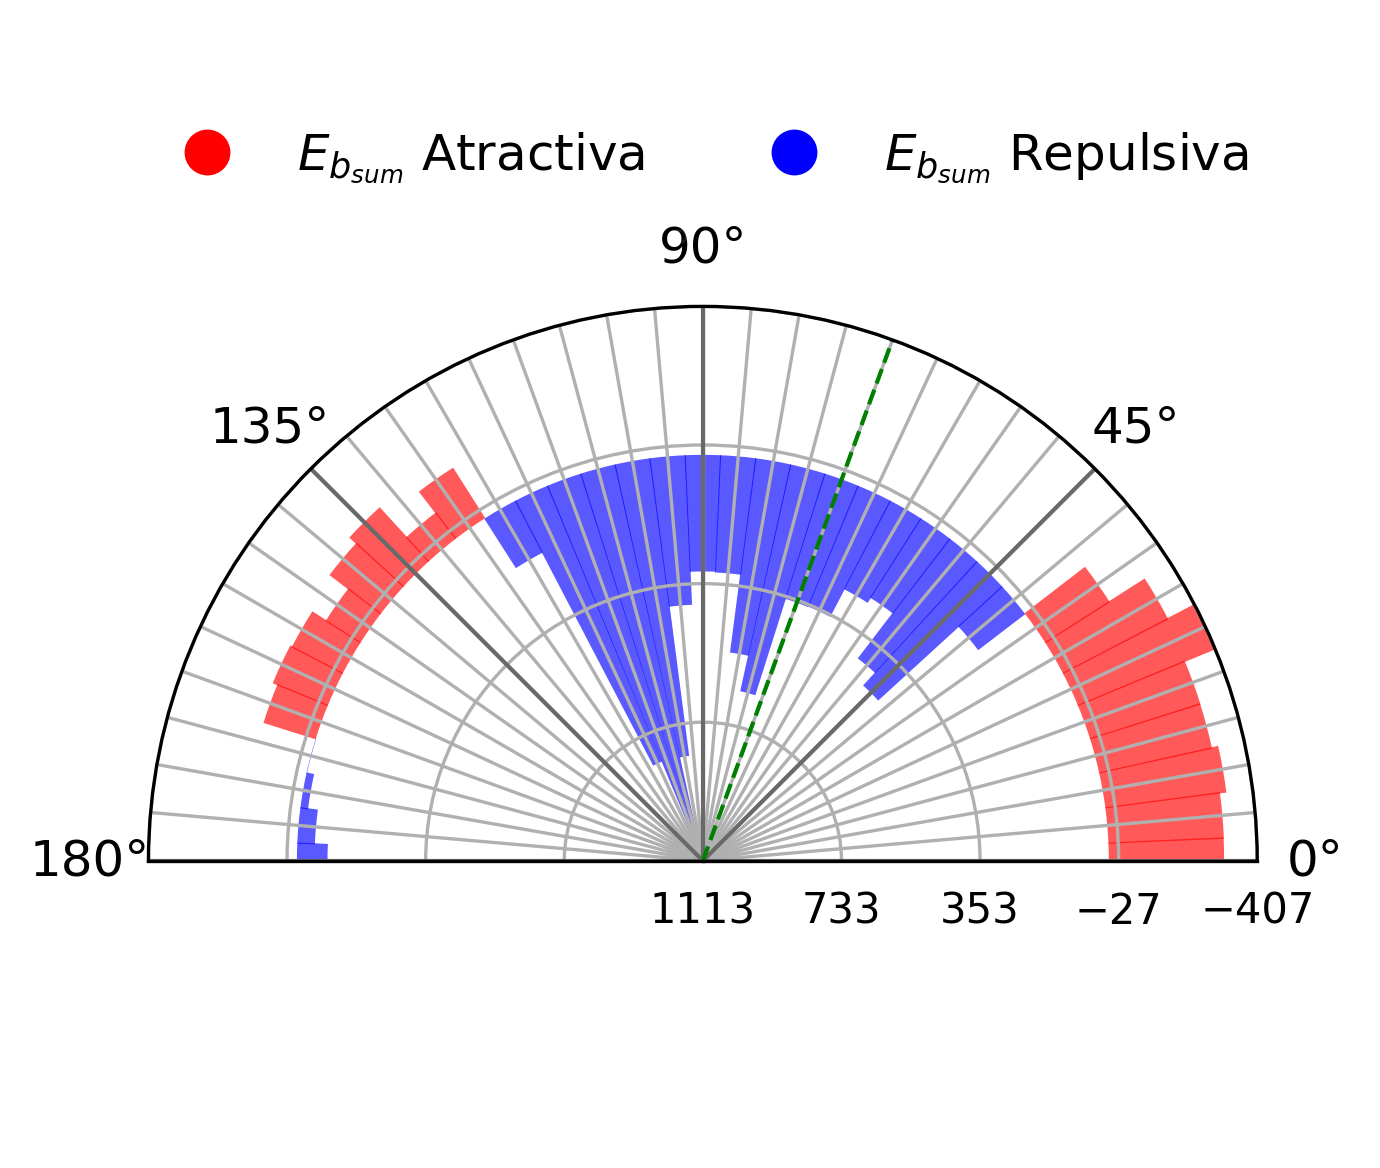 E_{b_{sum}} Atractiva E_{b_{sum}} Repulsiva
90°
135° 45°
180° 0°
1113 733 353 −27 −407